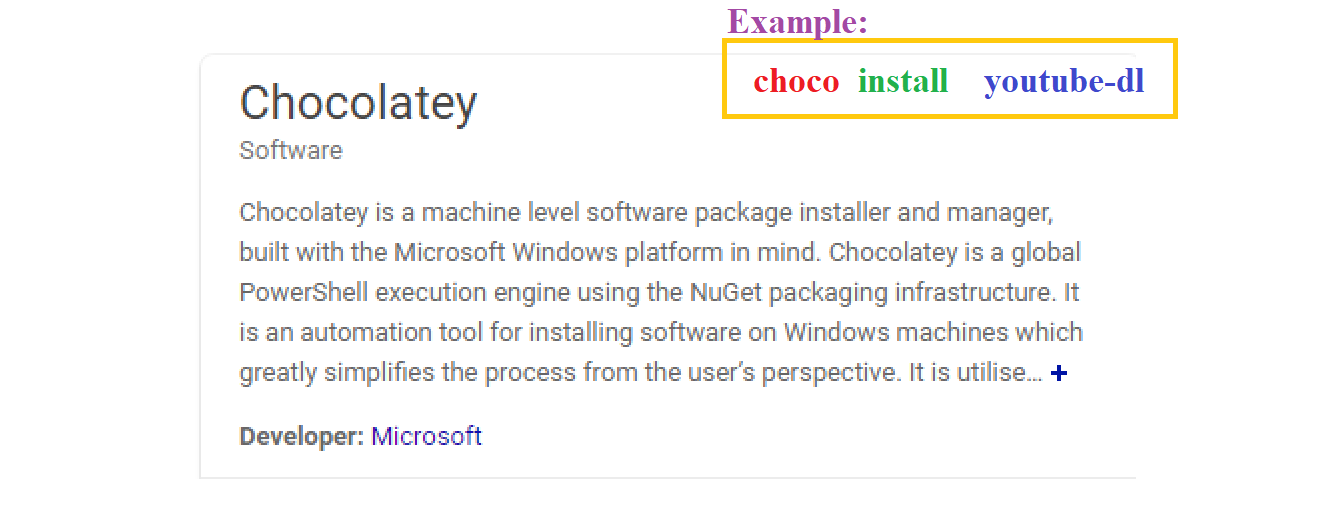 Example:
choco install youtube-dl
Chocolatey
Software
Chocolatey is a machine level software package installer and manager,
built with the Microsoft Windows platform in mind. Chocolatey is a global
PowerShell execution engine using the NuGet packaging infrastructure. It
is an automation tool for installing software on Windows machines which
greatly simplifies the process from the user’s perspective. It is utilise… +
Developer: Microsoft